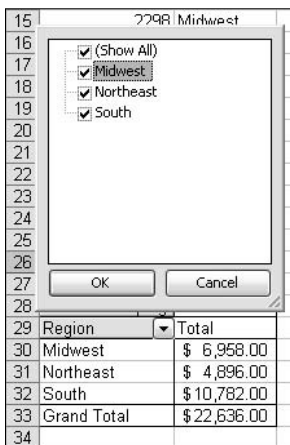 15 2298 Midwest
16 (Show All)
17 Midwest
18 Northeast
19 South
20
21
22
23
24
25
26
27 OK Cancel
28
29 Region Total
30 Midwest $ 6,958.00
31 Northeast $ 4,896.00
32 South $10,782.00
33 Grand Total $22,636.00
34